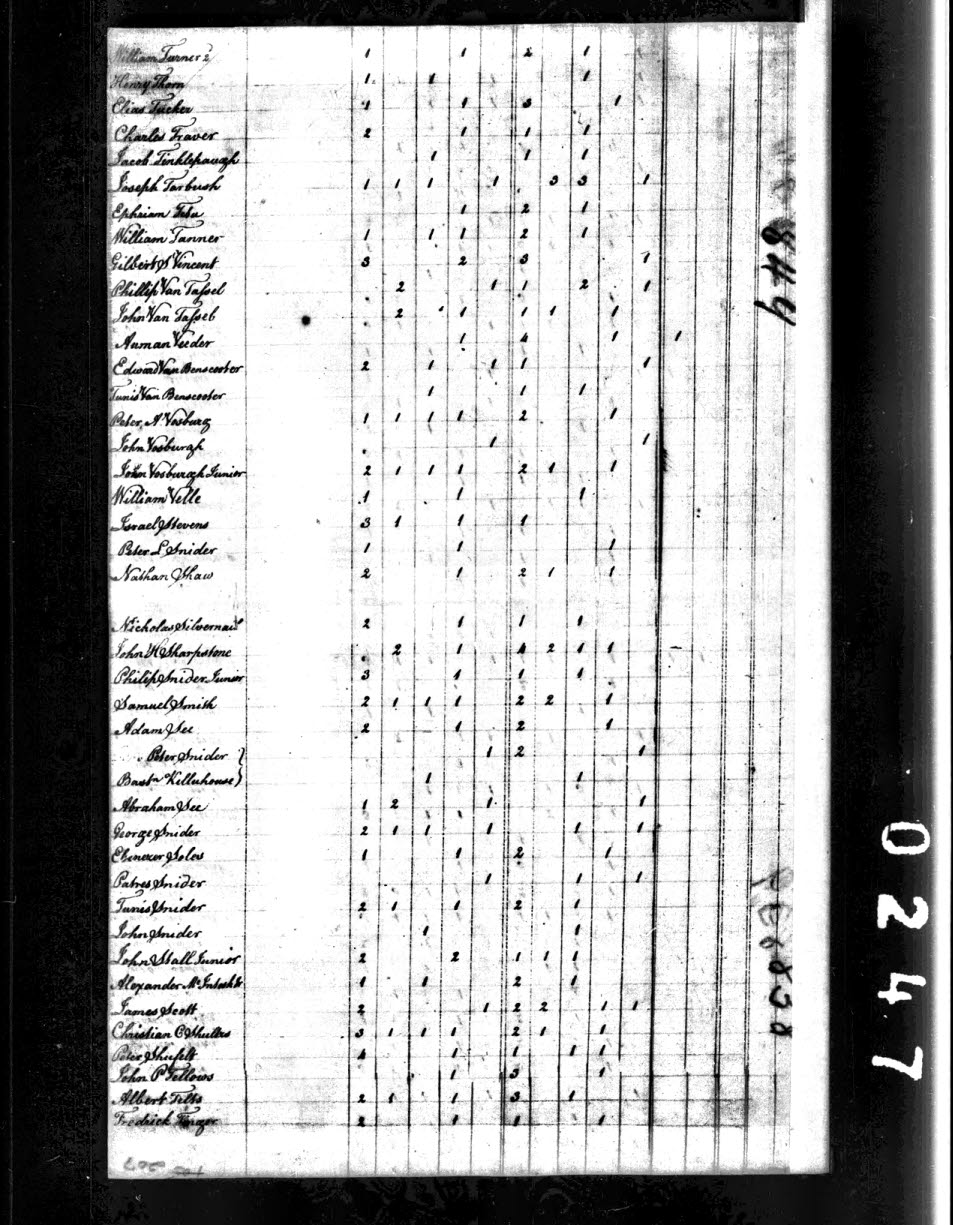 William Turner 2 1 1 2 1
Henry Thorn 1 1 1
Elias Tucker 1 1 3 1
Charles Traver 2 1 1 1
Jacob Tinklepaugh 1 1 1
Joseph Tarbush 1 1 1 1 3 3 1
Ephriam 1 2 1
William Tanner 1 1 1 2 1
Gilbert S Vincent 3 2 3 1
Phillip Van Tassel 2 1 1 2 1
John Van Tassel 2 1 1 1 1
Veeder 1 4 1 1
Edward Van Benscooter 2 1 1 1 1
Tunis Van Benscooter 1 1 1
Peter A Vosburg 1 1 1 1 2 1
John Vosburgh 1 1
John Vosburgh Junior 2 1 1 1 2 1 1
William Velle 1 1 1
Israel Stevens 3 1 1 1
Peter L Snider 1 1 1
Nathan Shaw 2 1 2 1 1
Nicholas Silvernail 2 1 1 1
John H Sharpstone 2 1 4 2 1 1
Philip Snider Junior 3 1 1 1
Samuel Smith 2 1 1 1 2 2 1
Adam See 2 1 2 1
Peter Snider } 1 2 1
Bastn Killuhouse } 1 1
Abraham See 1 2 1 1
George Snider 2 1 1 1 1 1
Ebenezer Soles 1 1 2 1
Patres Snider 1 1 1
Tunis Snider 2 1 1 2 1
John Snider 1 1
John Stall Junior 2 2 1 1 1
Alexander McIntosh 1 1 2 1
James Scott 2 1 2 2 1 1
Christian C Shultes 3 1 1 1 2 1 1
Peter Shufelt 4 1 1 1 1
John P Fellows 1 3 1
Albert Felts 2 1 1 3 1
Fredrick Finger 2 1 1 1
0247